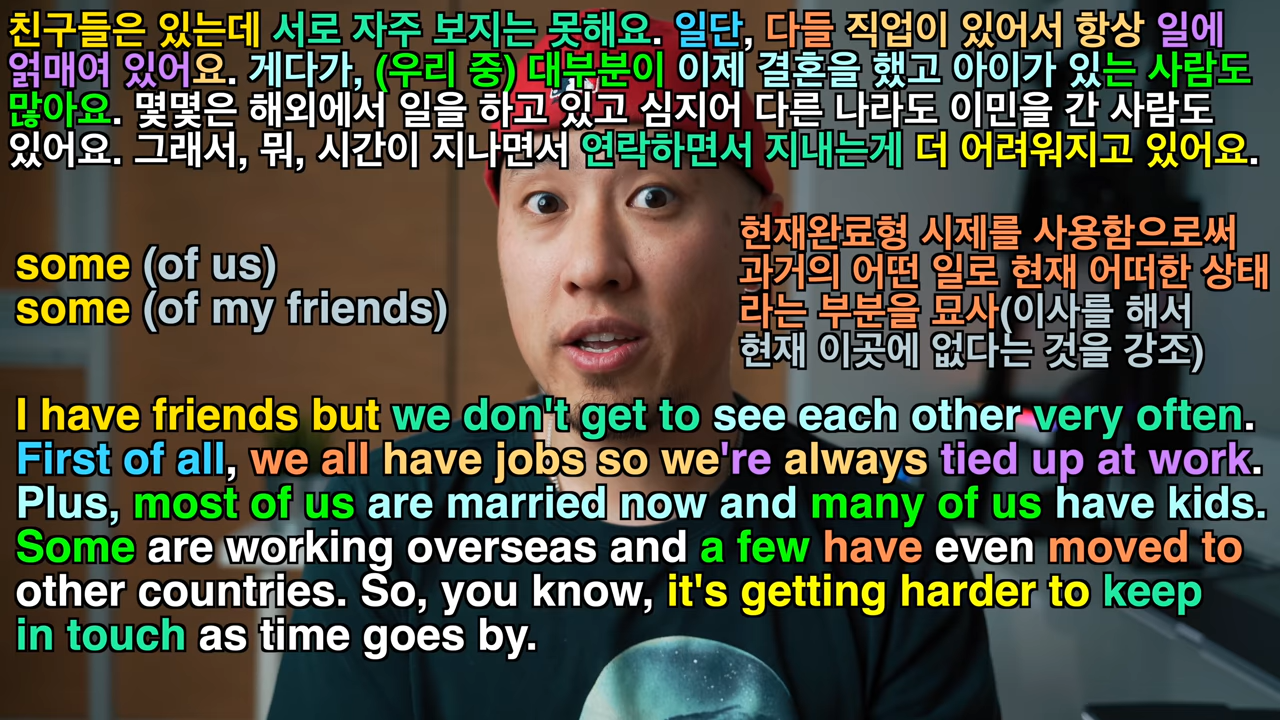 친구들은 있는데 서로 자주 보지는 못해요. 일단, 다들 직업이 있어서 항상 일에
얽매여 있어요. 게다가, (우리 중) 대부분이 이제 결혼을 했고 아이가 있는 사람도
많아요. 몇몇은 해외에서 일을 하고 있고 심지어 다른 나라도 이민을 간 사람도
있어요. 그래서, 뭐, 시간이 지나면서 연락하면서 지내는게 더 어려워지고 있어요.
some (of us)
some (of my friends)
현재완료형 시제를 사용함으로써
과거의 어떤 일로 현재 어떠한 상태
라는 부분을 묘사(이사를 해서
현재 이곳에 없다는 것을 강조)
I have friends but we don't get to see each other very often.
First of all, we all have jobs so we're always tied up at work.
Plus, most of us are married now and many of us have kids.
Some are working overseas and a few have even moved to
other countries. So, you know, it's getting harder to keep
in touch as time goes by.